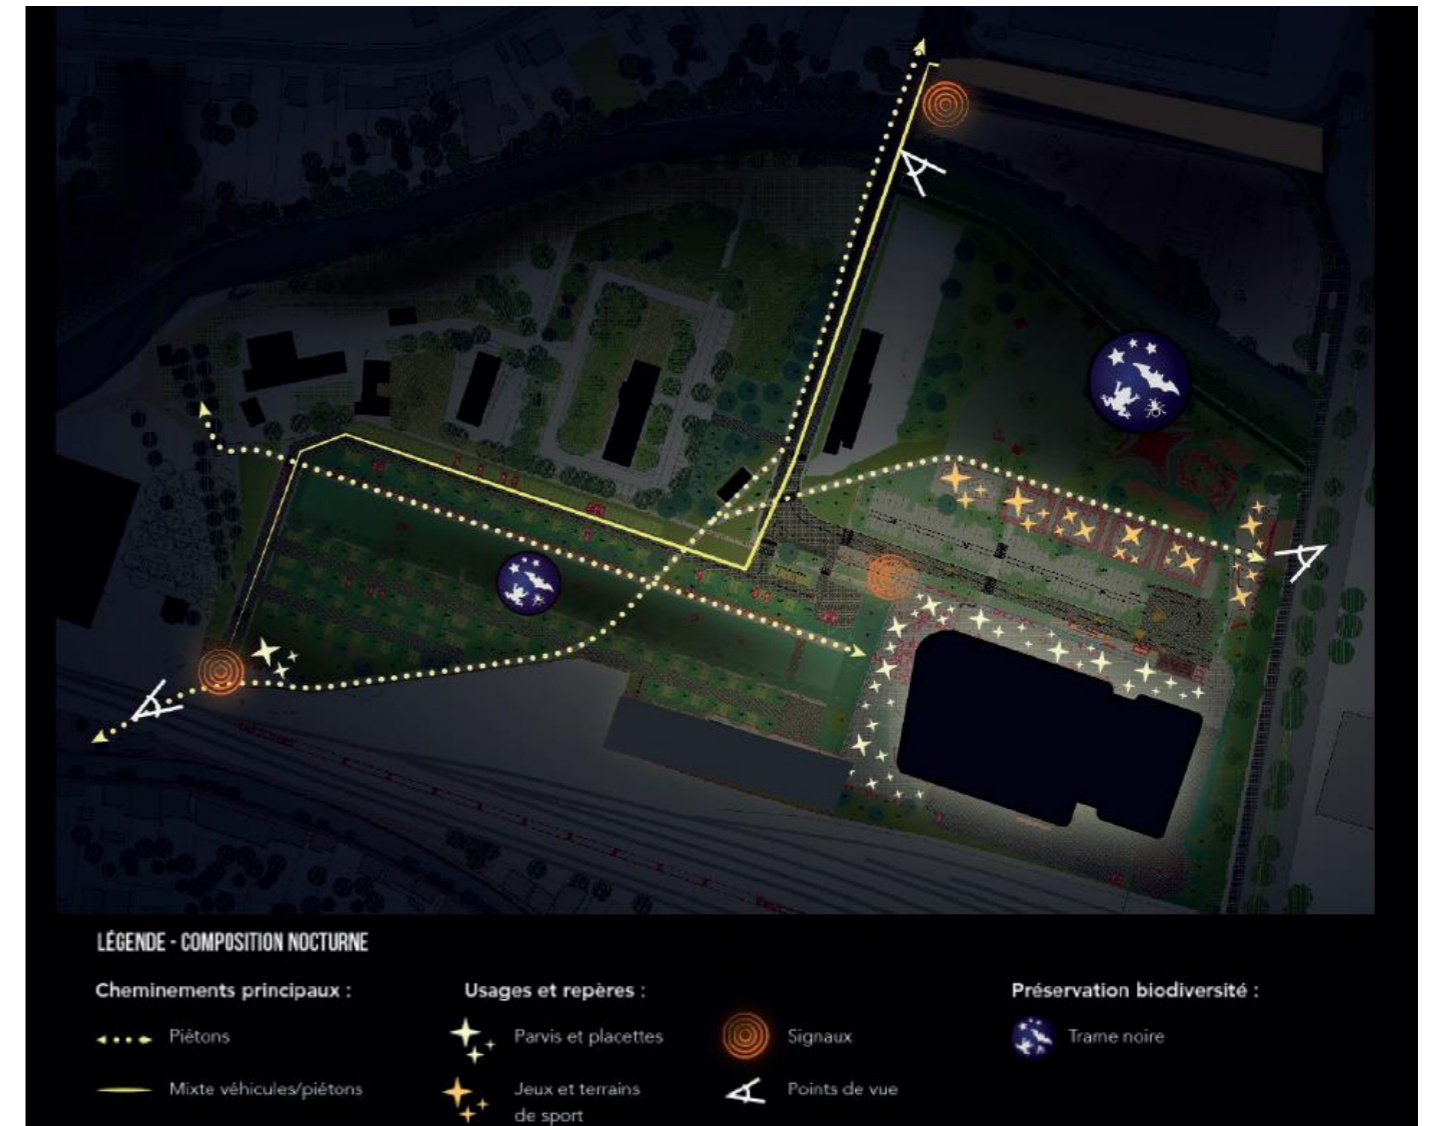 LÉGENDE - COMPOSITION NOCTURNE
Cheminements principaux :
Piétons
Mixte véhicules/piétons
Usages et repères :
Parvis et placettes
Jeux et terrains
de sport
Signaux
Points de vue
Préservation biodiversité :
Trame noire